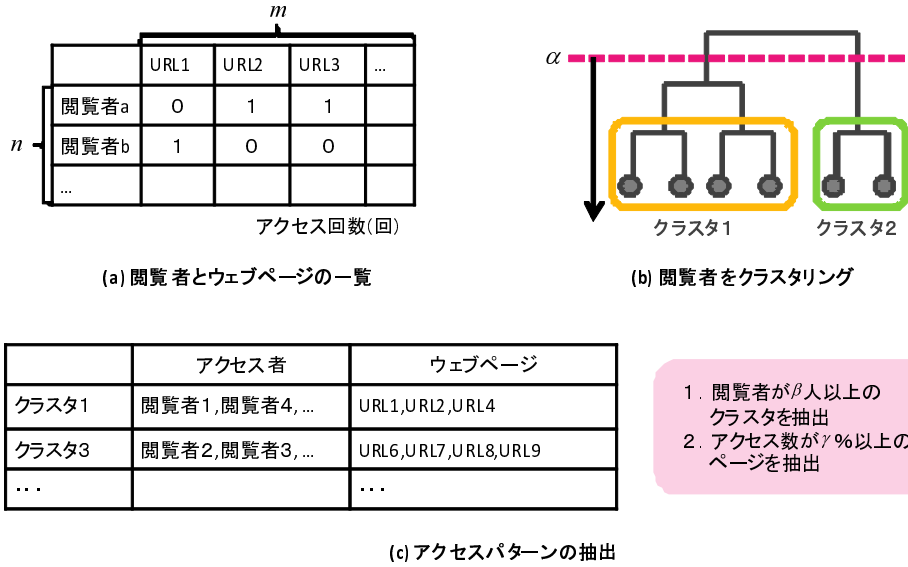 m
URL1 URL2 URL3 ...
n
閲覧者a 0 1 1
閲覧者b 1 0 0
...
アクセス回数(回)
(a) 閲覧者とウェブページの一覧
α
クラスタ1 クラスタ2
(b) 閲覧者をクラスタリング
アクセス者 ウェブページ
クラスタ1 閲覧者1,閲覧者4,... URL1,URL2,URL4
クラスタ3 閲覧者2,閲覧者3,... URL6,URL7,URL8,URL9
・・・ ・・・
1. 閲覧者がβ人以上の
クラスタを抽出
2. アクセス数がγ%以上の
ページを抽出
(c) アクセスパターンの抽出